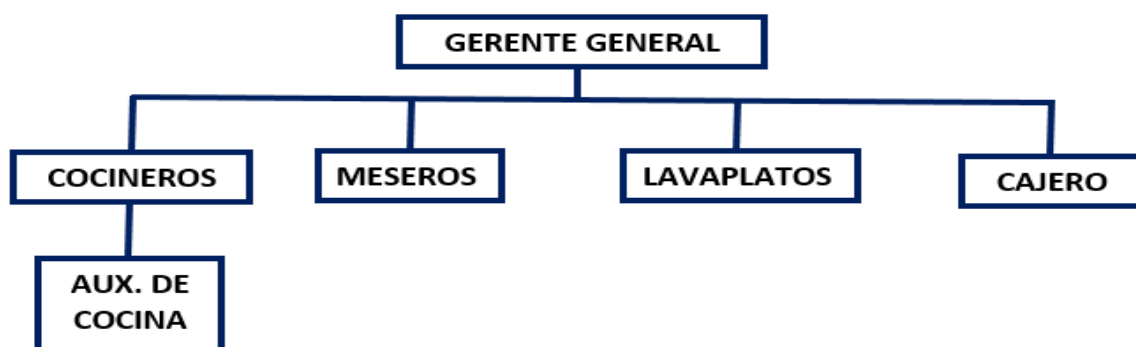 GERENTE GENERAL
COCINEROS
MESEROS
LAVAPLATOS
CAJERO
AUX. DE
COCINA